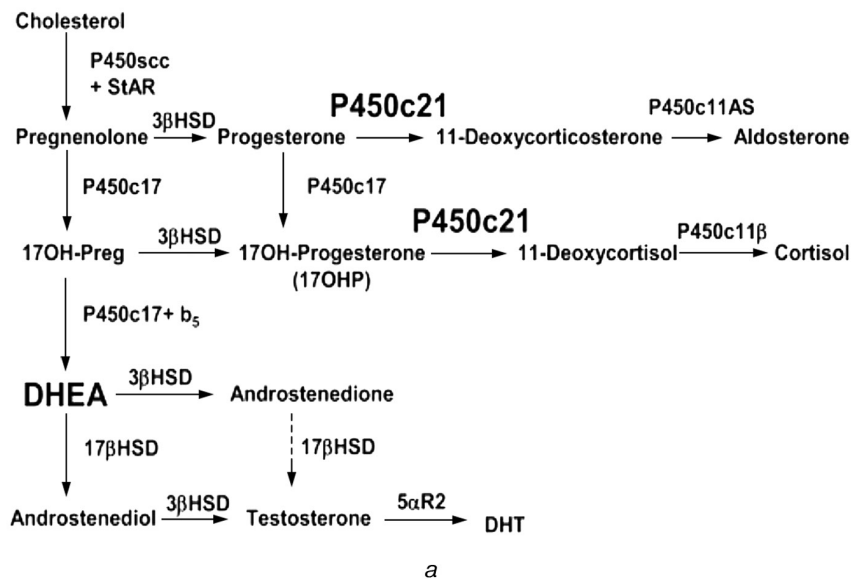 Cholesterol
P450scc
+ StAR
P450c21
P450c11AS
3βHSD
Pregnenolone
Progesterone
11-Deoxycorticosterone
Aldosterone
P450c17
P450c17
P450c21
P450c11β
3βHSD
17OH-Preg
17OH-Progesterone
11-Deoxycortisol
Cortisol
(17OHP)
P450c17+ b₅
3βHSD
DHEA
Androstenedione
17βHSD
17βHSD
3βHSD
5αR2
Androstenediol
Testosterone
DHT
a